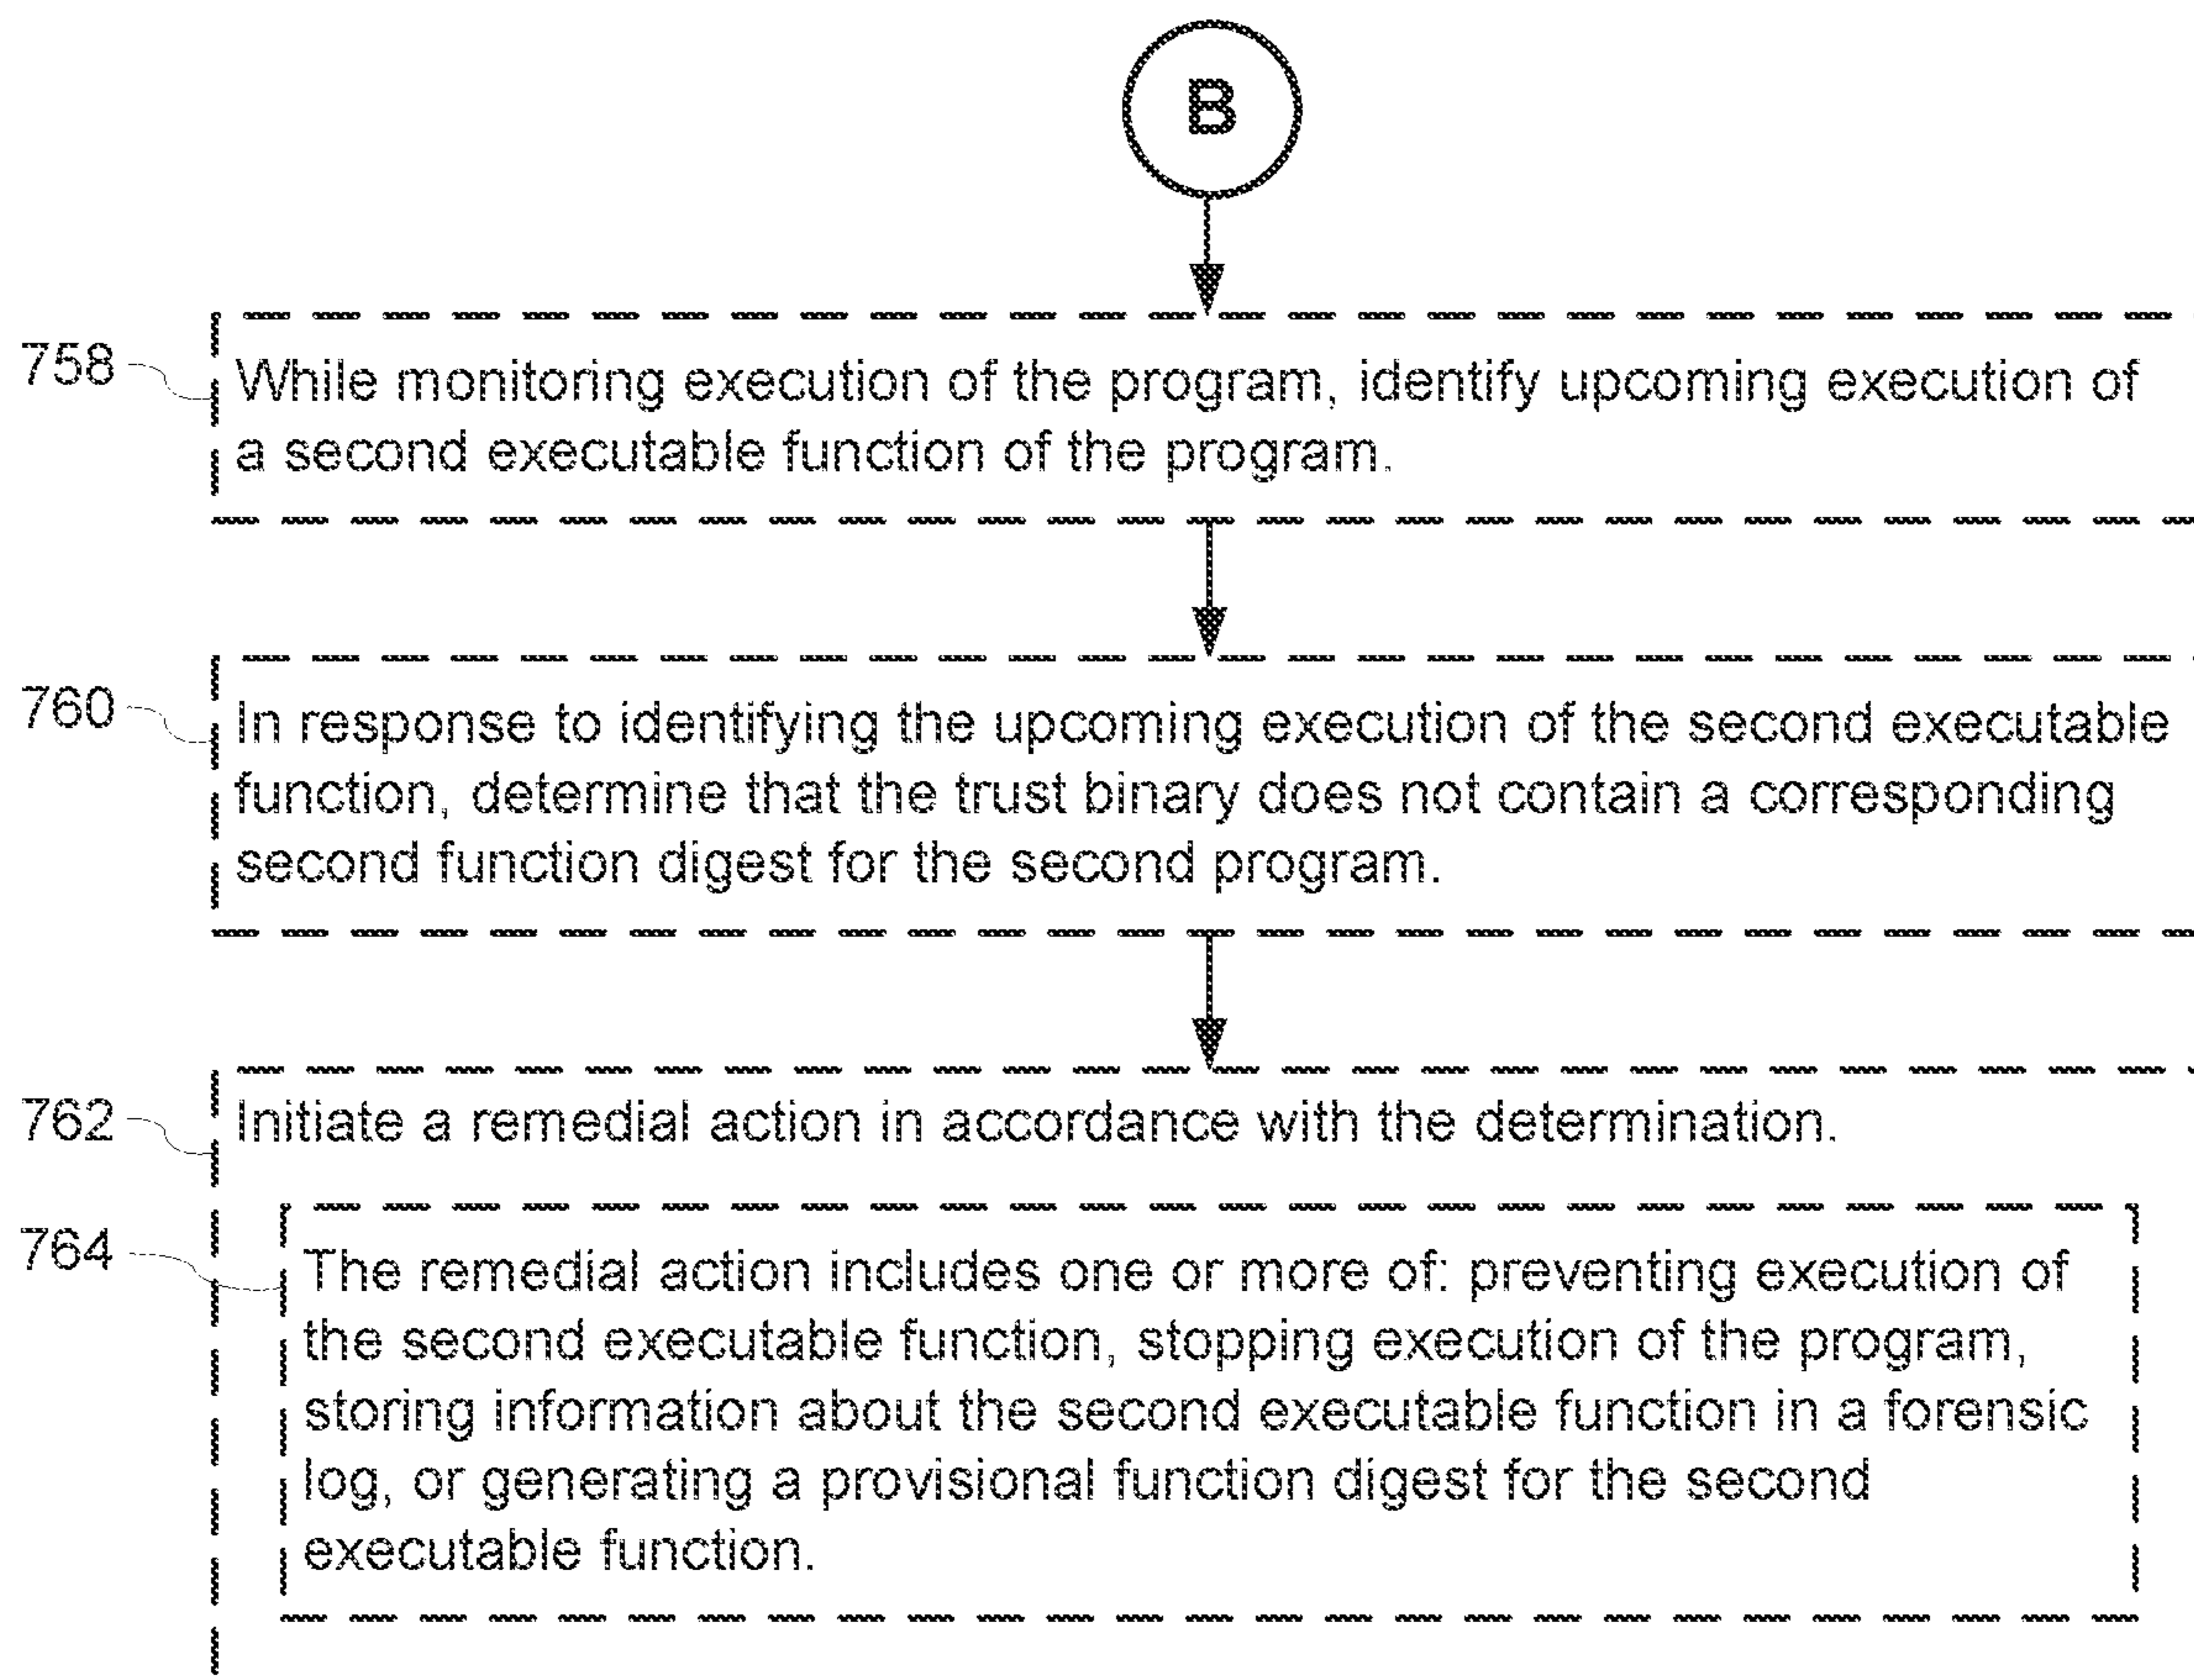 B
758
While monitoring execution of the program, identify upcoming execution of
a second executable function of the program.
760
In response to identifying the upcoming execution of the second executable
function, determine that the trust binary does not contain a corresponding
second function digest for the second program.
762
Initiate a remedial action in accordance with the determination.
764
The remedial action includes one or more of: preventing execution of
the second executable function, stopping execution of the program,
storing information about the second executable function in a forensic
log, or generating a provisional function digest for the second
executable function.